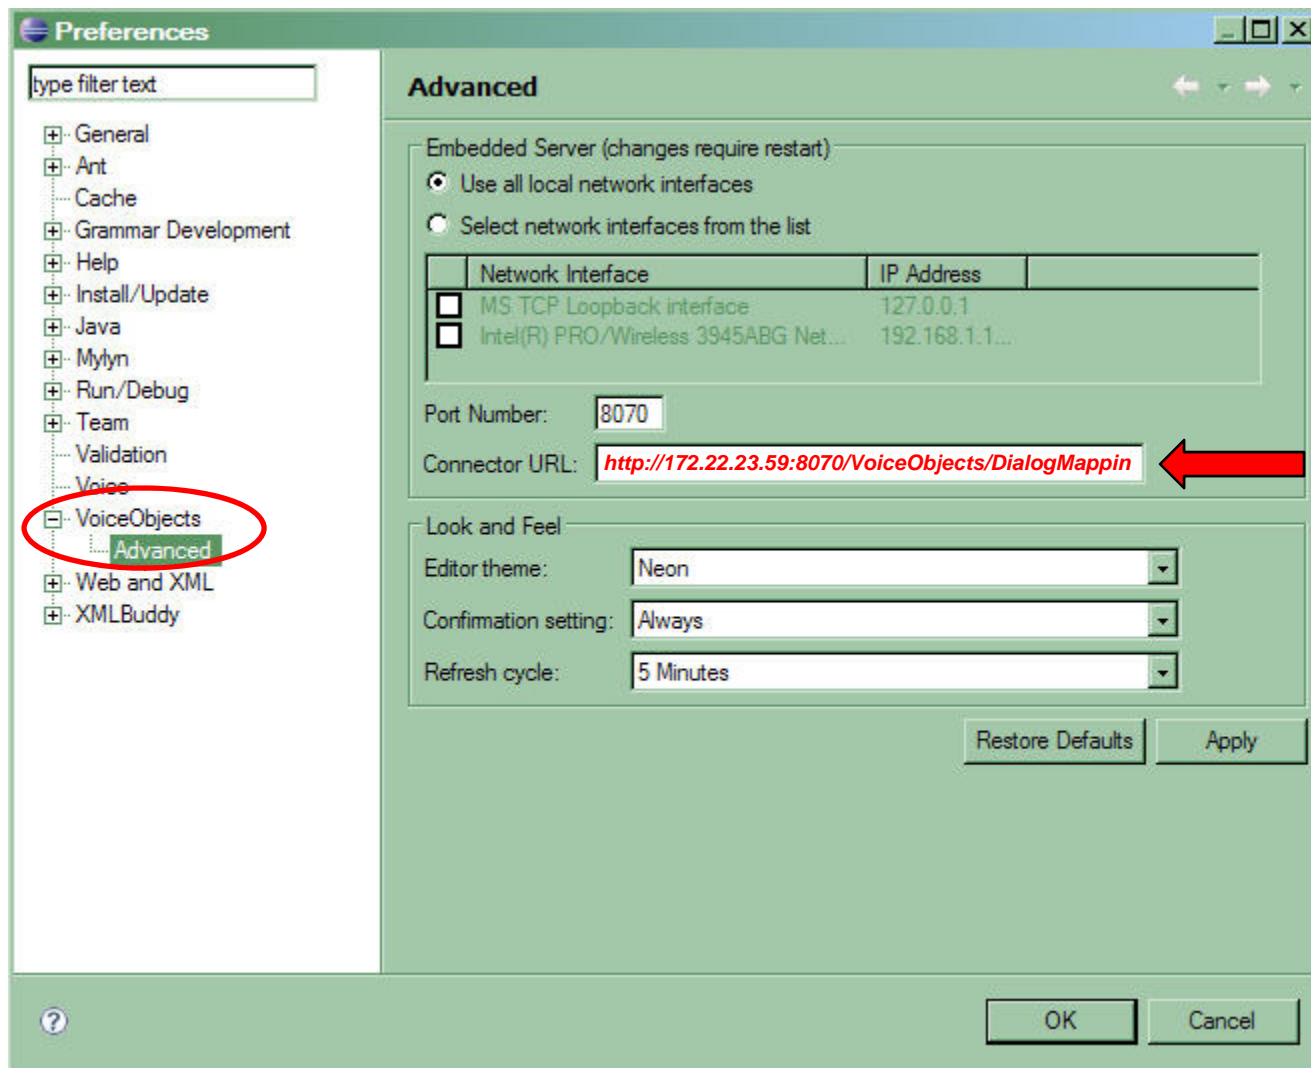 Preferences
type filter text
General
Ant
Cache
Grammar Development
Help
Install/Update
Java
Mylyn
Run/Debug
Team
Validation
Voice
VoiceObjects
Advanced
Web and XML
XMLBuddy
Advanced
Embedded Server (changes require restart)
Use all local network interfaces
Select network interfaces from the list
Network Interface IP Address
MS TCP Loopback interface 127.0.0.1
Intel(R) PRO/Wireless 3945ABG Net... 192.168.1.1...
Port Number: 8070
Connector URL: http://172.22.23.59:8070/VoiceObjects/DialogMappin
Look and Feel
Editor theme: Neon
Confirmation setting: Always
Refresh cycle: 5 Minutes
Restore Defaults Apply
?
OK Cancel